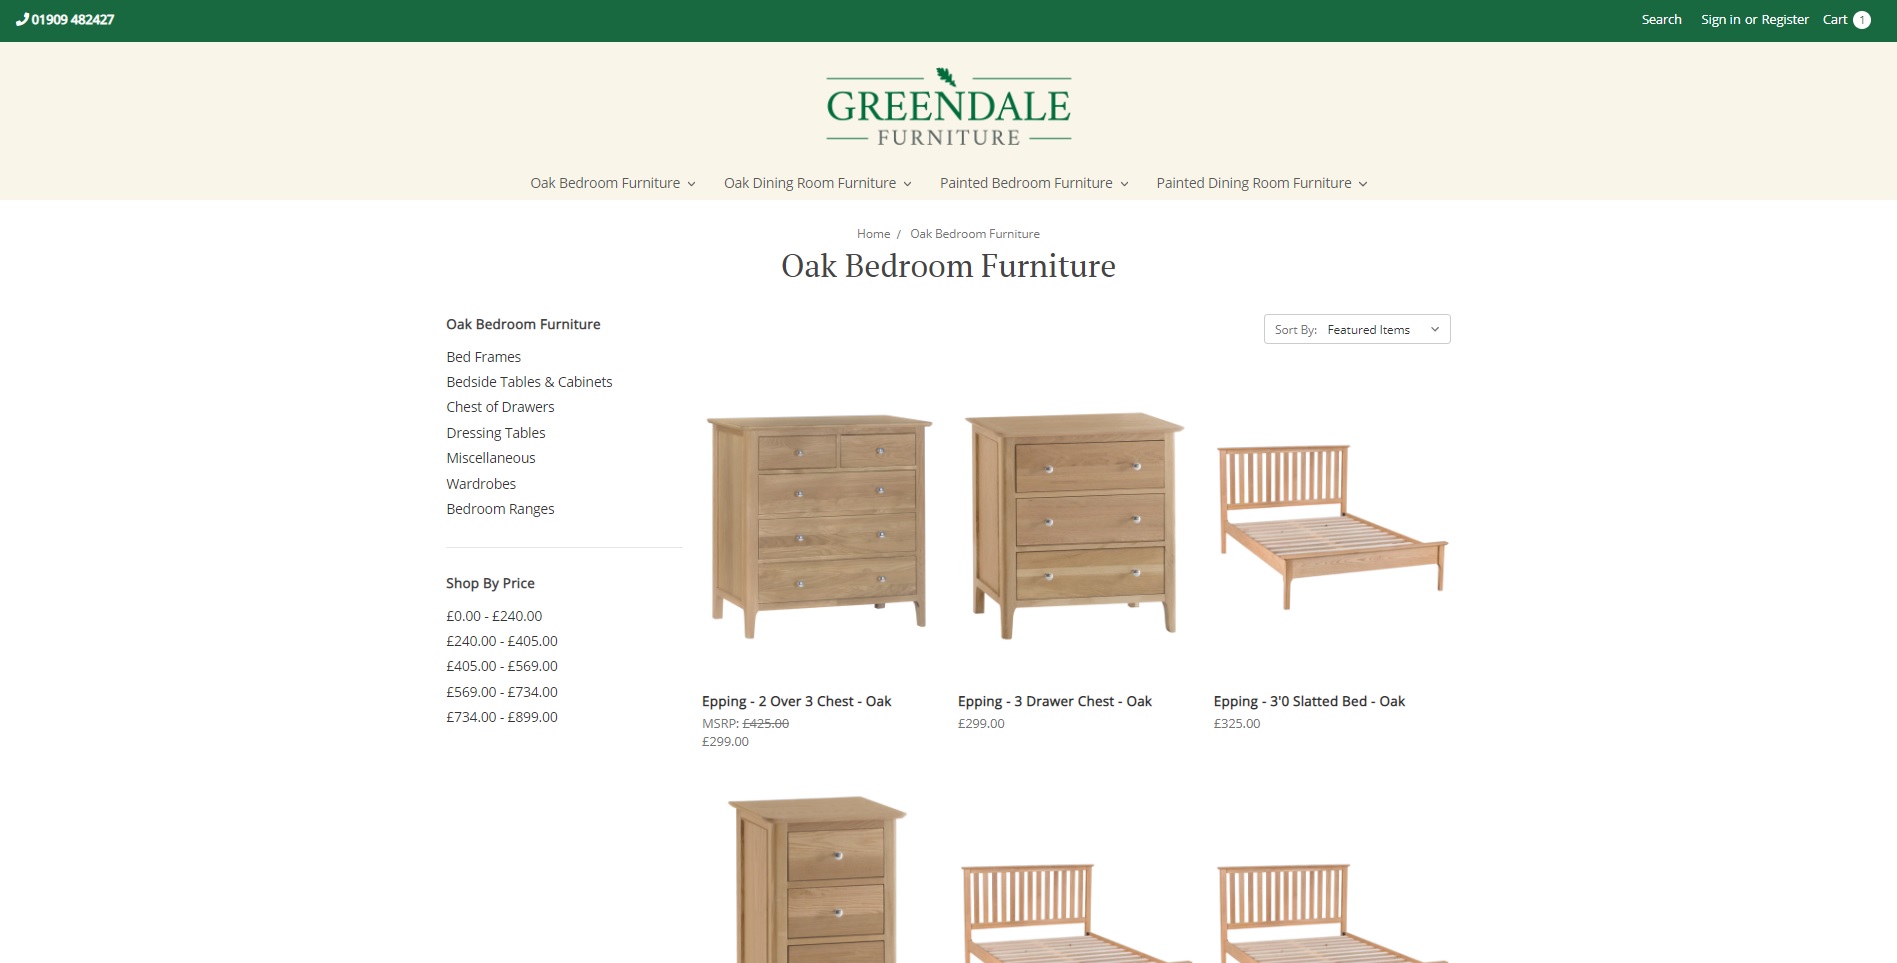 01909 482427
Search Sign in or Register Cart 1
GREENDALE
FURNITURE
Oak Bedroom Furniture Oak Dining Room Furniture Painted Bedroom Furniture Painted Dining Room Furniture
Home / Oak Bedroom Furniture
Oak Bedroom Furniture
Oak Bedroom Furniture
Bed Frames
Bedside Tables & Cabinets
Chest of Drawers
Dressing Tables
Miscellaneous
Wardrobes
Bedroom Ranges
Shop By Price
£0.00 - £240.00
£240.00 - £405.00
£405.00 - £569.00
£569.00 - £734.00
£734.00 - £899.00
Sort By: Featured Items
Epping - 2 Over 3 Chest - Oak
MSRP: £425.00
£299.00
Epping - 3 Drawer Chest - Oak
£299.00
Epping - 3'0 Slatted Bed - Oak
£325.00